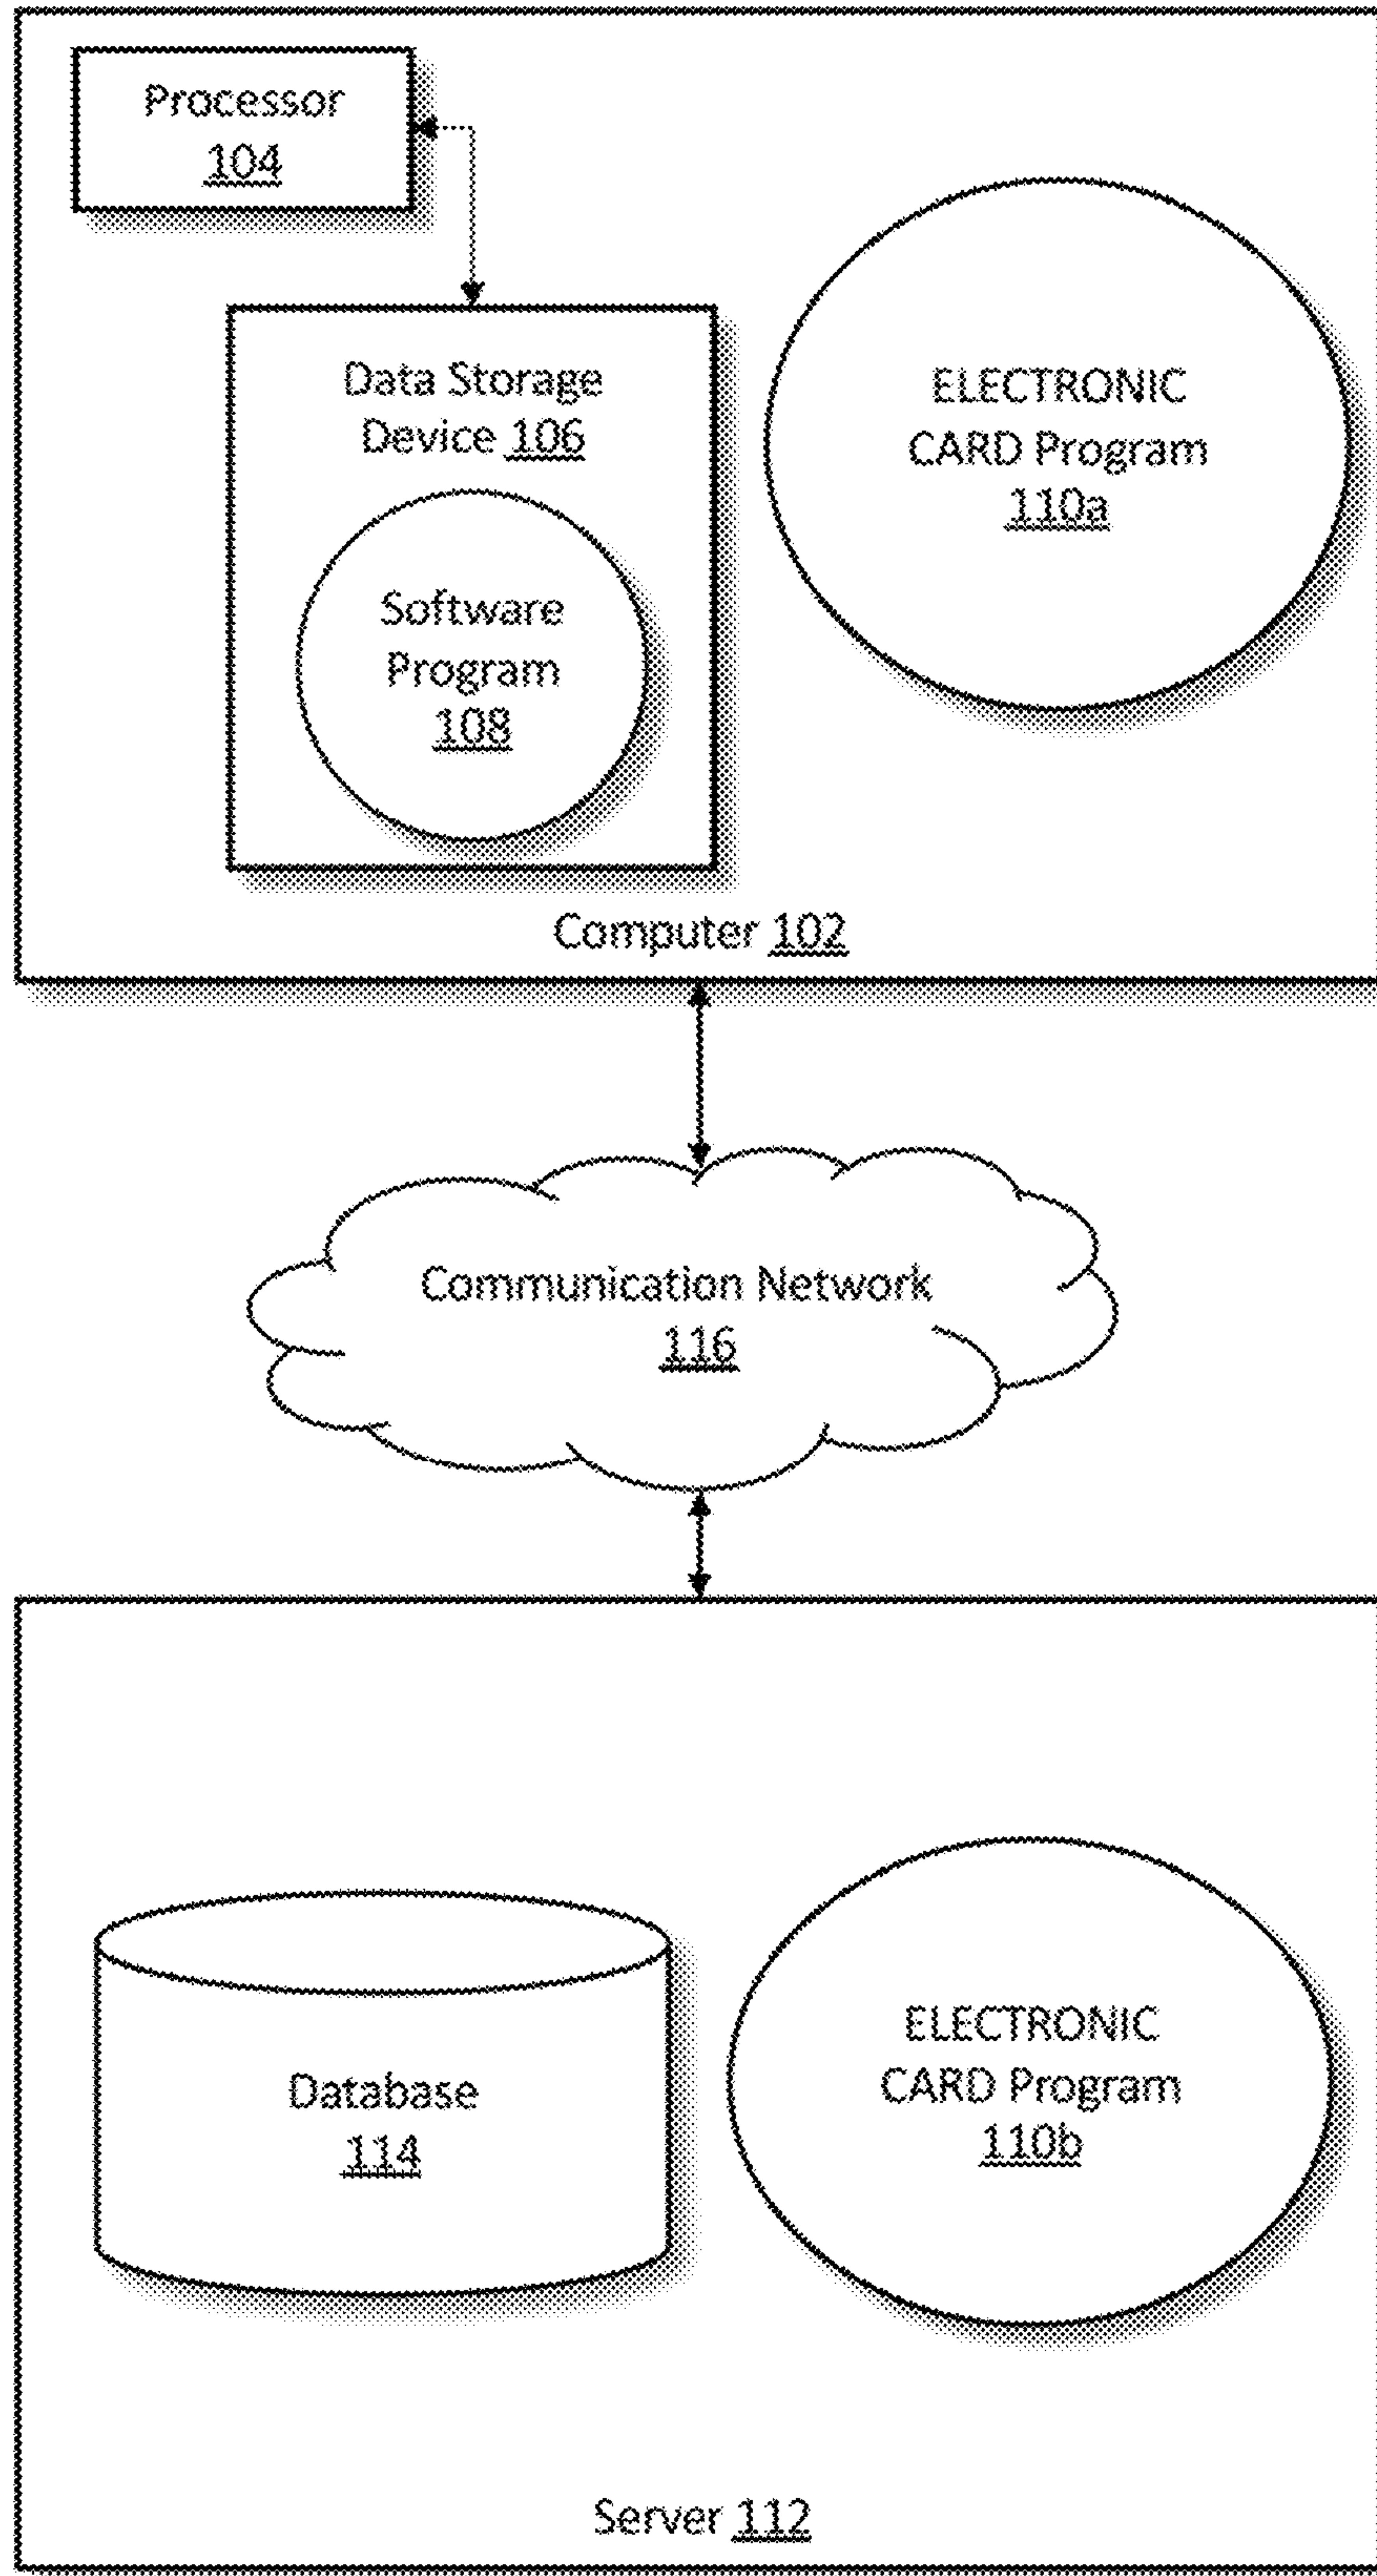 Processor
104
Data Storage
Device 106
Software
Program
108
ELECTRONIC
CARD Program
110a
Computer 102
Communication Network
116
Database
114
ELECTRONIC
CARD Program
110b
Server 112